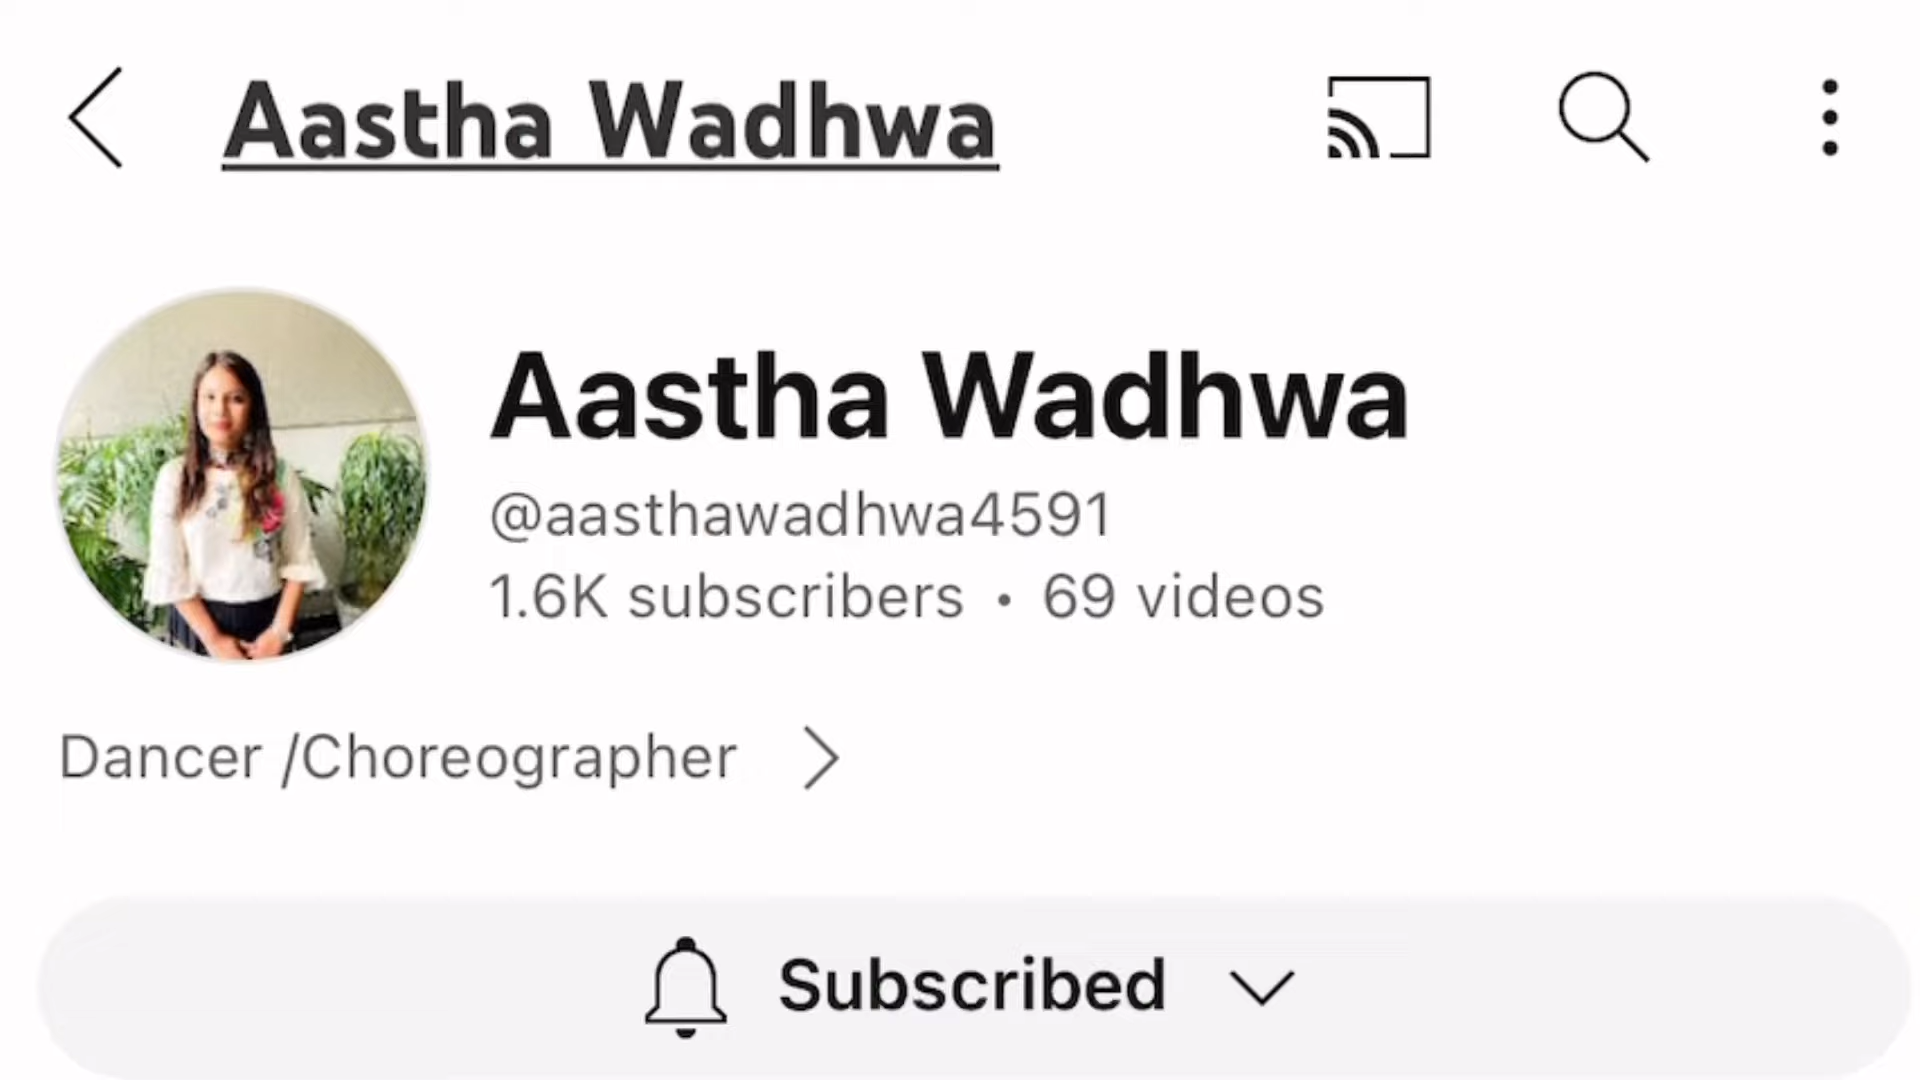 Aastha Wadhwa
Aastha Wadhwa
@aasthawadhwa4591
1.6K subscribers • 69 videos
Dancer /Choreographer
Subscribed